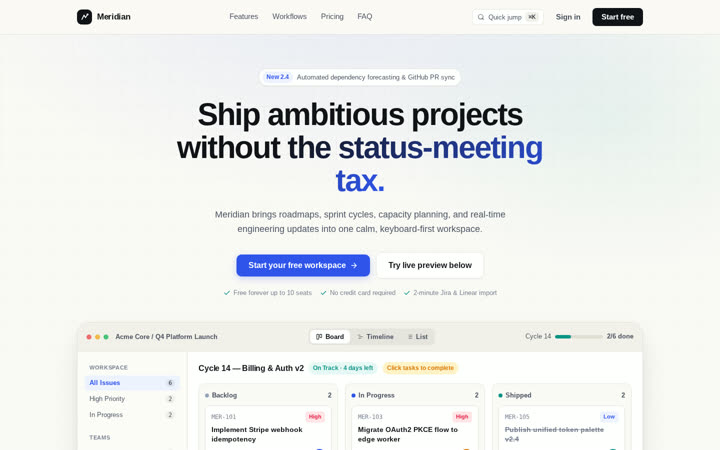 Meridian
Features Workflows Pricing FAQ
Quick jump ⌘K
Sign in
Start free
New 2.4 Automated dependency forecasting & GitHub PR sync
Ship ambitious projects
without the status-meeting
tax.
Meridian brings roadmaps, sprint cycles, capacity planning, and real-time
engineering updates into one calm, keyboard-first workspace.
Start your free workspace →
Try live preview below
Free forever up to 10 seats
No credit card required
2-minute Jira & Linear import
Acme Core / Q4 Platform Launch
Board Timeline List
Cycle 14 2/6 done
WORKSPACE
All Issues 6
High Priority 2
In Progress 2
TEAMS
Cycle 14 — Billing & Auth v2
On Track · 4 days left
Click tasks to complete
Backlog 2
MER-101 High
Implement Stripe webhook
idempotency
In Progress 2
MER-103 High
Migrate OAuth2 PKCE flow to
edge worker
Shipped 2
MER-105 Low
Publish unified token palette
v2.4